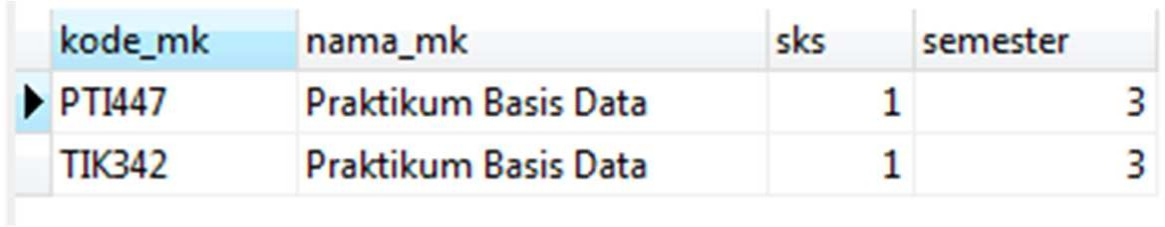 kode_mk nama_mk sks semester
PTI447 Praktikum Basis Data 1 3
TIK342 Praktikum Basis Data 1 3